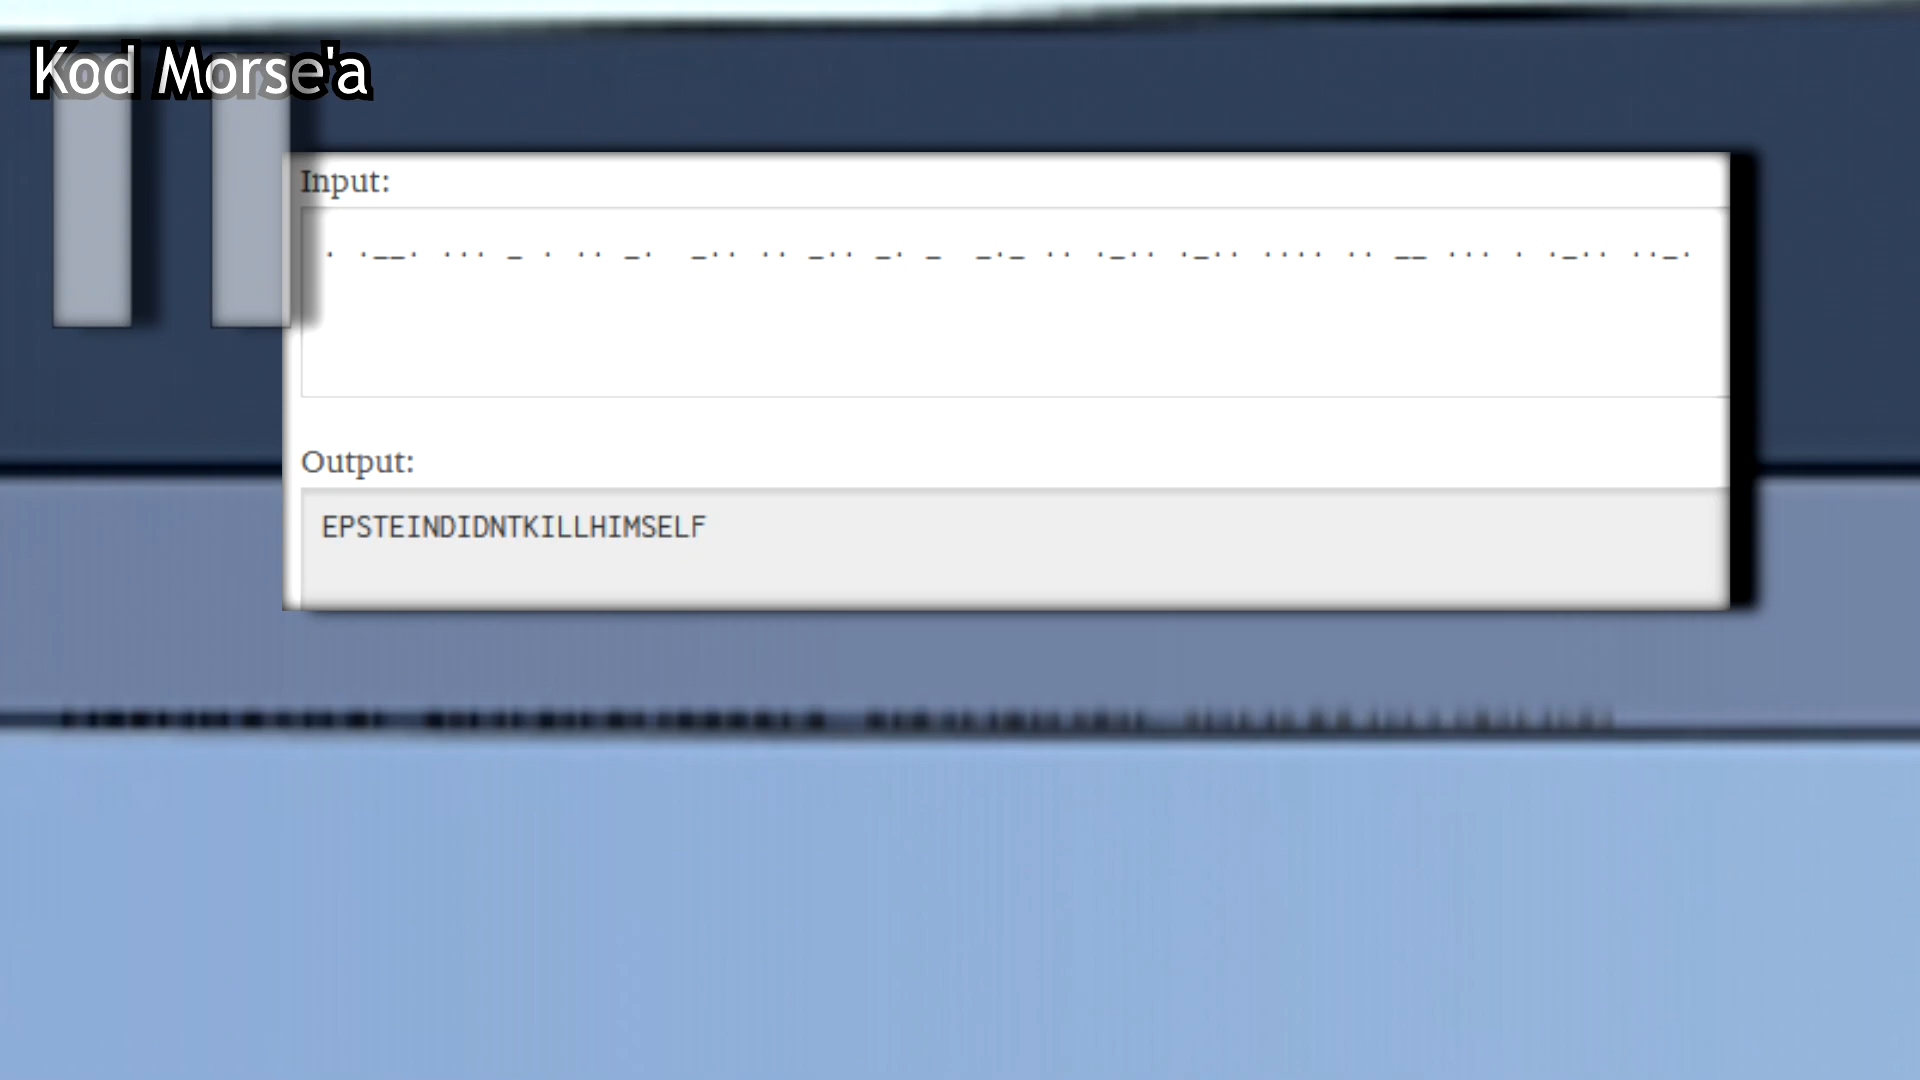 Kod Morse'a
Input:
. .——. ... — . .. —. —.. .. —.. —. — —.— .. .—.. .—.. .... .. —— ... . .—.. ..—.
Output:
EPSTEINDIDNTKILLHIMSELF